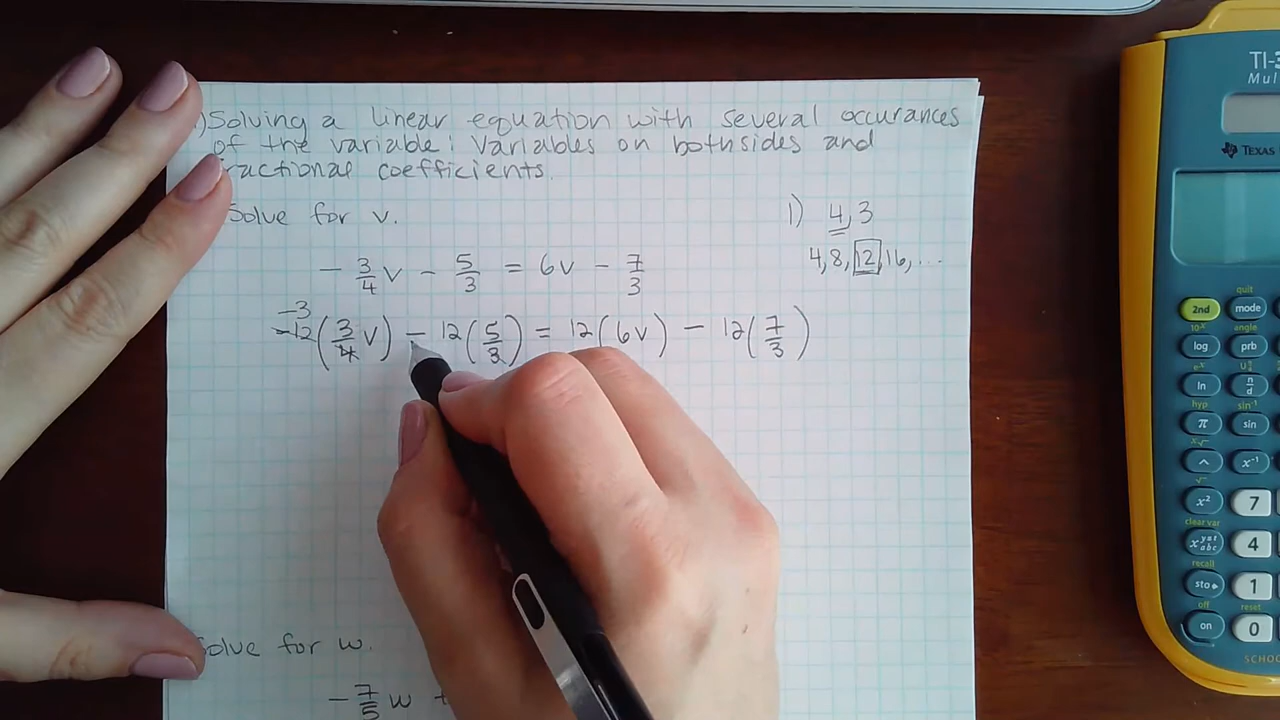 )Solving a linear equation with several occurances
of the variable: Variables on both sides and
ractional coefficients.
Solve for v.
1) 4, 3
4, 8, 12, 16, ...
- 3/4 v - 5/3 = 6v - 7/3
-3
-12(3/4 v) - 12(5/3) = 12(6v) - 12(7/3)
Solve for w.
- 7/5 w +
TI-3
Mul
TEXAS
quit
2nd mode
10ˣ angle
log prb
eˣ U n/d
ln n/d
hyp sin⁻¹
π sin
ˣ√
^ x⁻¹
√
x² 7
clear var
xyzt abc 4
recall
sto▸ 1
off reset
on 0
SCHOO